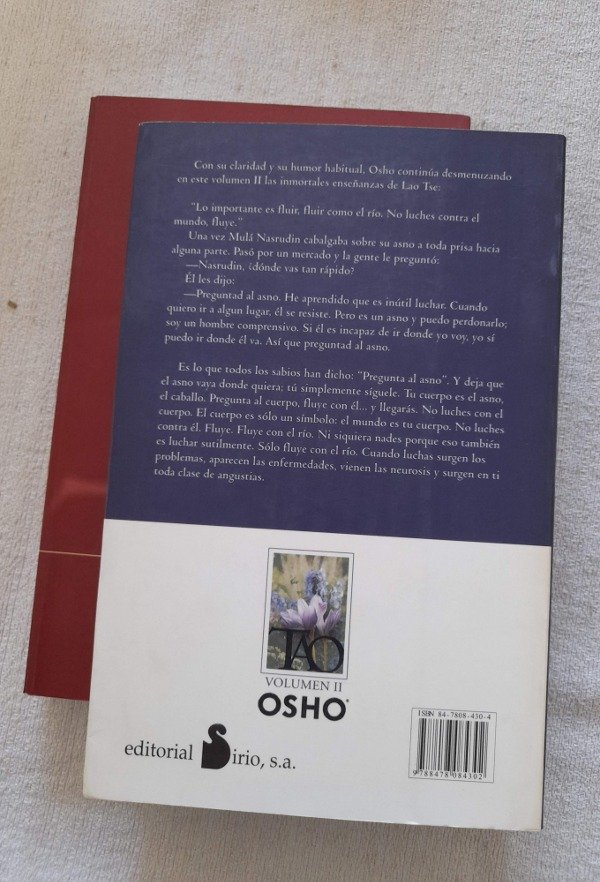 Con su claridad y su humor habitual, Osho continúa desmenuzando
en este volumen II las inmortales enseñanzas de Lao Tse:
"Lo importante es fluir, fluir como el río. No luches contra el
mundo, fluye."
Una vez Mulá Nasrudin cabalgaba sobre su asno a toda prisa hacia
alguna parte. Pasó por un mercado y la gente le preguntó:
—Nasrudin, ¿dónde vas tan rápido?
Él les dijo:
—Preguntad al asno. He aprendido que es inútil luchar. Cuando
quiero ir a algun lugar, él se resiste. Pero es un asno y puedo perdonarlo;
soy un hombre comprensivo. Si él es incapaz de ir donde yo voy, yo sí
puedo ir donde él va. Así que preguntad al asno.
Es lo que todos los sabios han dicho: "Pregunta al asno". Y deja que
el asno vaya donde quiera; tú simplemente síguele. Tu cuerpo es el asno,
el caballo. Pregunta al cuerpo, fluye con él... y llegarás. No luches con el
cuerpo. El cuerpo es sólo un símbolo: el mundo es tu cuerpo. No luches
contra él. Fluye. Fluye con el río. Ni siquiera nades porque eso también
es luchar sutilmente. Sólo fluye con el río. Cuando luchas surgen los
problemas, aparecen las enfermedades, vienen las neurosis y surgen en ti
toda clase de angustias.
TAO
VOLUMEN II
OSHO®
editorial Sirio, s.a.
ISBN 84-7808-430-4
9 788478 084302